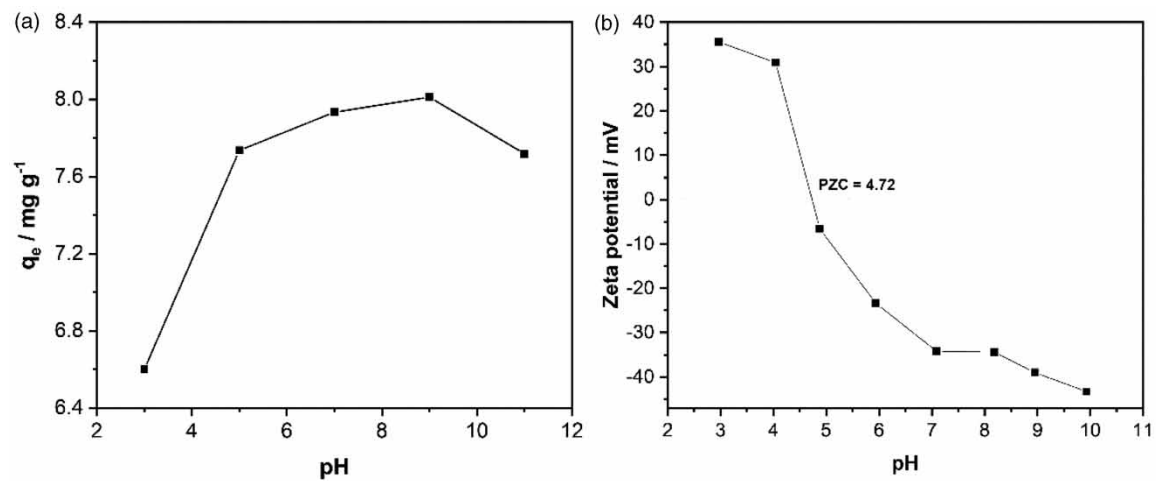 (a)
8.4
8.0
7.6
7.2
6.8
6.4
qe / mg g-1
2 4 6 8 10 12
pH
(b)
40
30
20
10
0
-10
-20
-30
-40
Zeta potential / mV
PZC = 4.72
2 3 4 5 6 7 8 9 10 11
pH